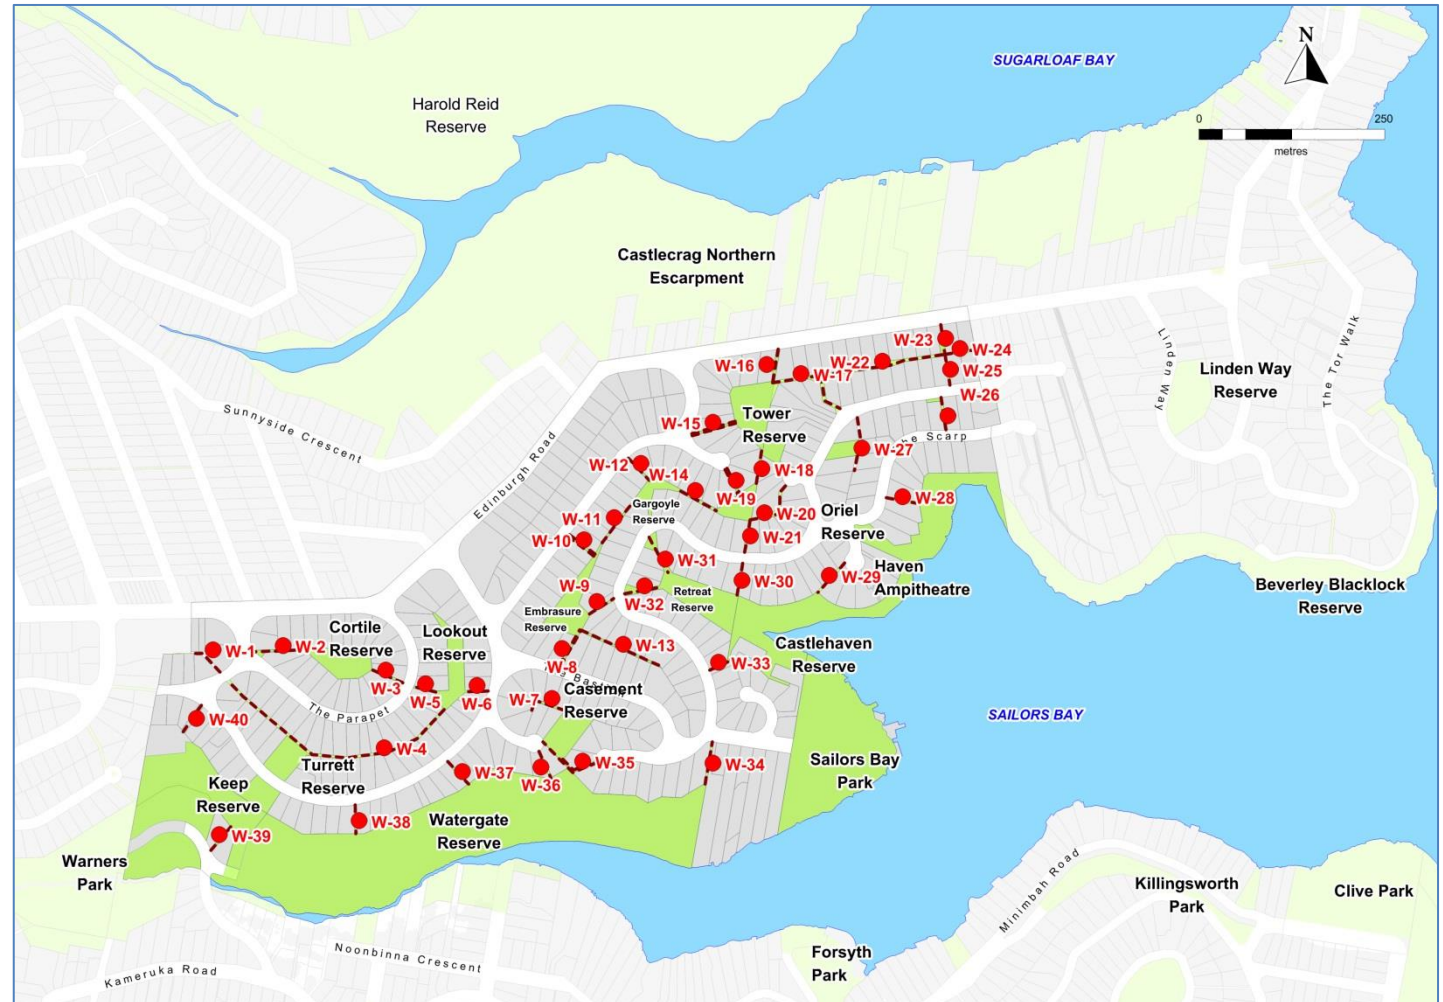 SUGARLOAF BAY
N
0
250
metres
Harold Reid
Reserve
Castlecrag Northern
Escarpment
Linden Way
The Tor Walk
Linden Way
Reserve
Sunnyside Crescent
Edinburgh Road
W-23
W-24
W-22
W-16
W-17
W-25
W-26
Tower
Reserve
W-15
The Scarp
W-27
W-12
W-14
W-18
W-19
W-28
Gargoyle
Reserve
W-11
W-20
Oriel
Reserve
W-10
W-21
W-31
Haven
Ampitheatre
W-30
W-29
W-9
W-32
Retreat
Reserve
Beverley Blacklock
Reserve
Embrasure
Reserve
Cortile
Reserve
Lookout
Reserve
W-1
W-2
W-13
Castlehaven
Reserve
W-8
W-33
W-3
W-5
W-6
W-7
Casement
Reserve
The Parapet
SAILORS BAY
W-40
W-4
Turrett
Reserve
W-37
W-36
W-35
W-34
Sailors Bay
Park
Keep
Reserve
W-38
Watergate
Reserve
W-39
Warners
Park
Minimbah Road
Killingsworth
Park
Clive Park
Noonbinna Crescent
Kameruka Road
Forsyth
Park